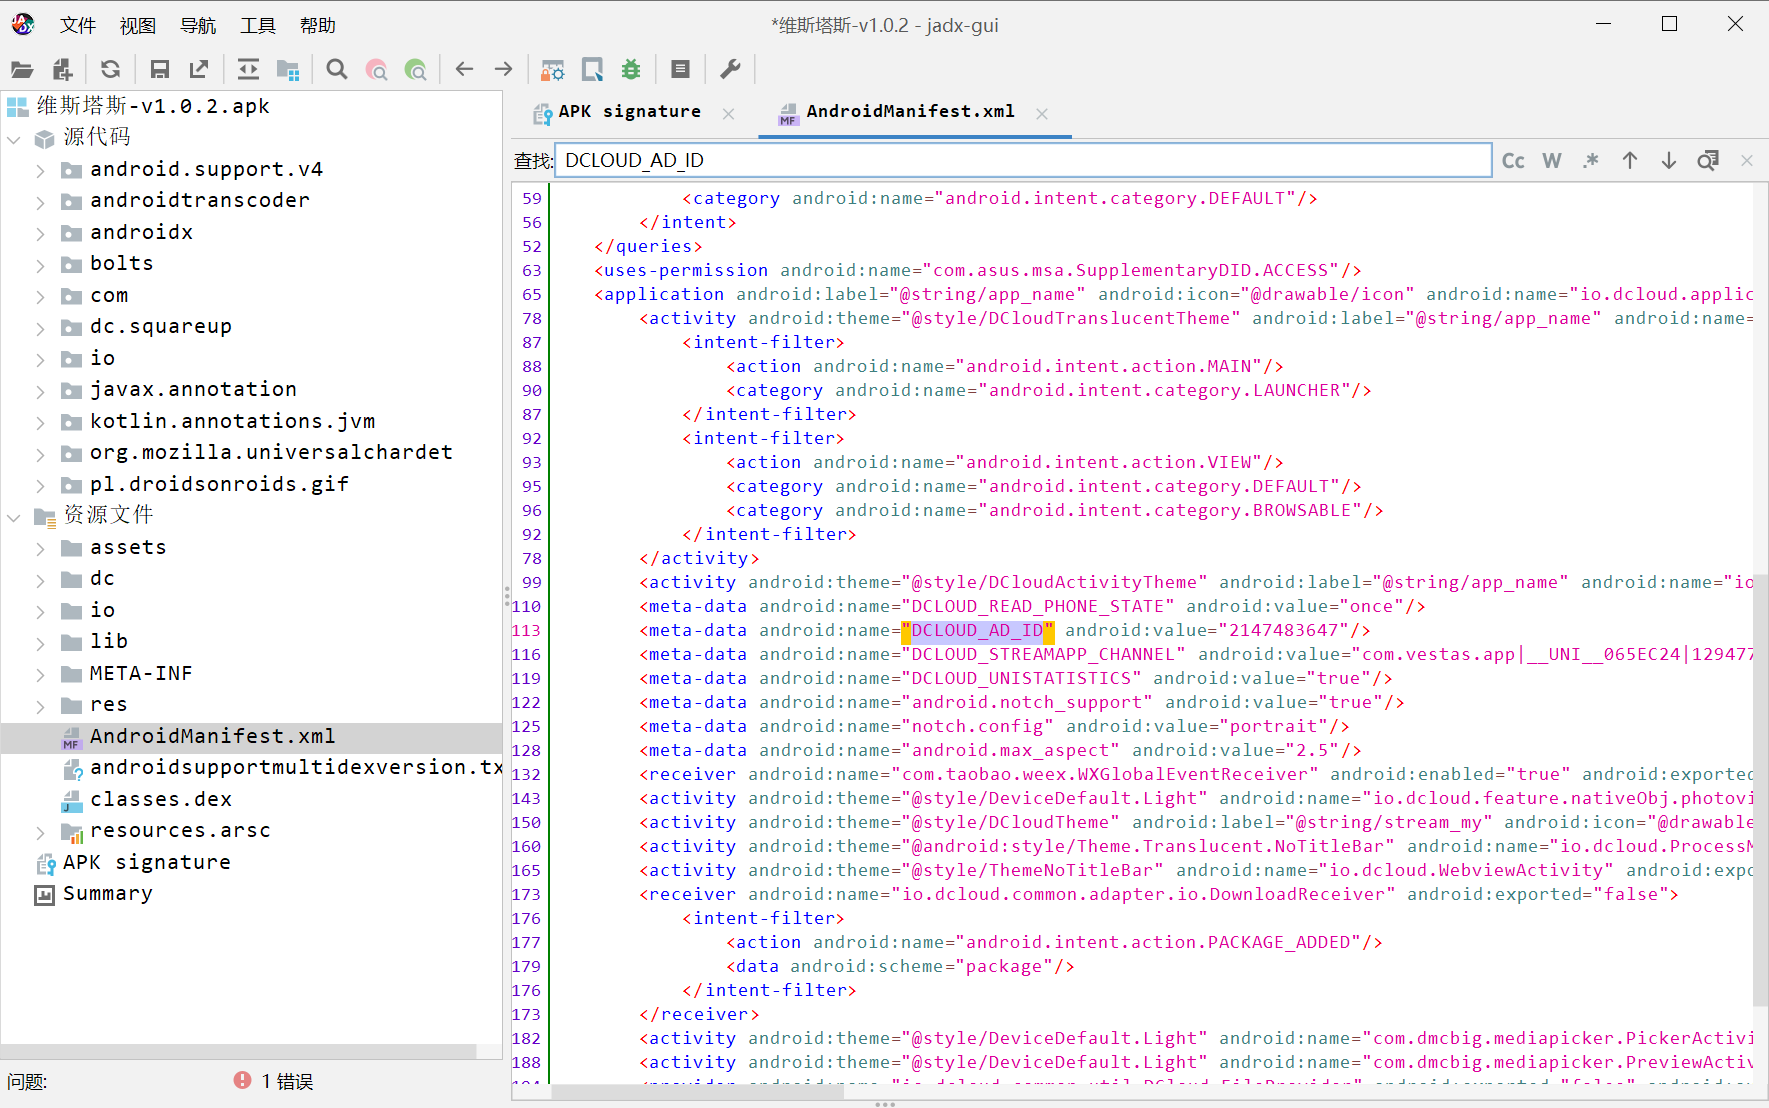 文件 视图 导航 工具 帮助
*维斯塔斯-v1.0.2 - jadx-gui
维斯塔斯-v1.0.2.apk
源代码
android.support.v4
androidtranscoder
androidx
bolts
com
dc.squareup
io
javax.annotation
kotlin.annotations.jvm
org.mozilla.universalchardet
pl.droidsonroids.gif
资源文件
assets
dc
io
lib
META-INF
res
AndroidManifest.xml
androidsupportmultidexversion.tx
classes.dex
resources.arsc
APK signature
Summary
问题: 1 错误
APK signature AndroidManifest.xml
查找: DCLOUD_AD_ID Cc W .*
59 <category android:name="android.intent.category.DEFAULT"/>
56 </intent>
52 </queries>
63 <uses-permission android:name="com.asus.msa.SupplementaryDID.ACCESS"/>
65 <application android:label="@string/app_name" android:icon="@drawable/icon" android:name="io.dcloud.applic
78 <activity android:theme="@style/DCloudTranslucentTheme" android:label="@string/app_name" android:name=
87 <intent-filter>
88 <action android:name="android.intent.action.MAIN"/>
90 <category android:name="android.intent.category.LAUNCHER"/>
87 </intent-filter>
92 <intent-filter>
93 <action android:name="android.intent.action.VIEW"/>
95 <category android:name="android.intent.category.DEFAULT"/>
96 <category android:name="android.intent.category.BROWSABLE"/>
92 </intent-filter>
78 </activity>
99 <activity android:theme="@style/DCloudActivityTheme" android:label="@string/app_name" android:name="io
110 <meta-data android:name="DCLOUD_READ_PHONE_STATE" android:value="once"/>
113 <meta-data android:name="DCLOUD_AD_ID" android:value="2147483647"/>
116 <meta-data android:name="DCLOUD_STREAMAPP_CHANNEL" android:value="com.vestas.app|__UNI__065EC24|129477
119 <meta-data android:name="DCLOUD_UNISTATISTICS" android:value="true"/>
122 <meta-data android:name="android.notch_support" android:value="true"/>
125 <meta-data android:name="notch.config" android:value="portrait"/>
128 <meta-data android:name="android.max_aspect" android:value="2.5"/>
132 <receiver android:name="com.taobao.weex.WXGlobalEventReceiver" android:enabled="true" android:exported
143 <activity android:theme="@style/DeviceDefault.Light" android:name="io.dcloud.feature.nativeObj.photovi
150 <activity android:theme="@style/DCloudTheme" android:label="@string/stream_my" android:icon="@drawable
160 <activity android:theme="@android:style/Theme.Translucent.NoTitleBar" android:name="io.dcloud.ProcessM
165 <activity android:theme="@style/ThemeNoTitleBar" android:name="io.dcloud.WebviewActivity" android:expo
173 <receiver android:name="io.dcloud.common.adapter.io.DownloadReceiver" android:exported="false">
176 <intent-filter>
177 <action android:name="android.intent.action.PACKAGE_ADDED"/>
179 <data android:scheme="package"/>
176 </intent-filter>
173 </receiver>
182 <activity android:theme="@style/DeviceDefault.Light" android:name="com.dmcbig.mediapicker.PickerActivi
188 <activity android:theme="@style/DeviceDefault.Light" android:name="com.dmcbig.mediapicker.PreviewActiv